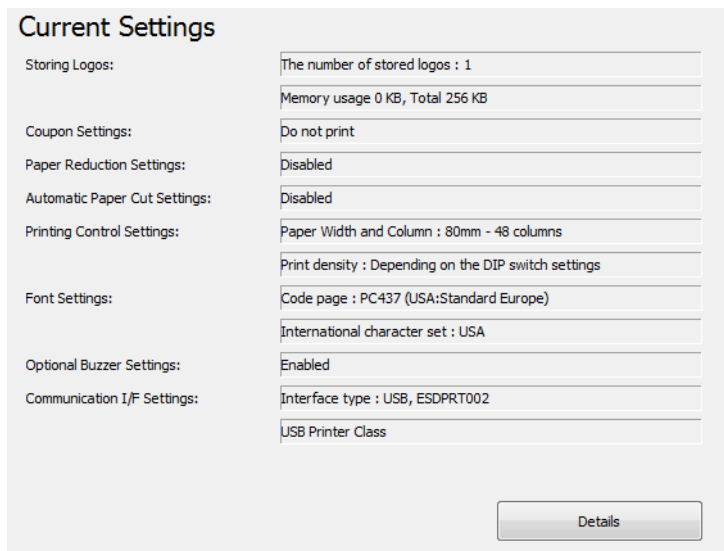 Current Settings
Storing Logos: The number of stored logos : 1
Memory usage 0 KB, Total 256 KB
Coupon Settings: Do not print
Paper Reduction Settings: Disabled
Automatic Paper Cut Settings: Disabled
Printing Control Settings: Paper Width and Column : 80mm - 48 columns
Print density : Depending on the DIP switch settings
Font Settings: Code page : PC437 (USA:Standard Europe)
International character set : USA
Optional Buzzer Settings: Enabled
Communication I/F Settings: Interface type : USB, ESDPRT002
USB Printer Class
Details